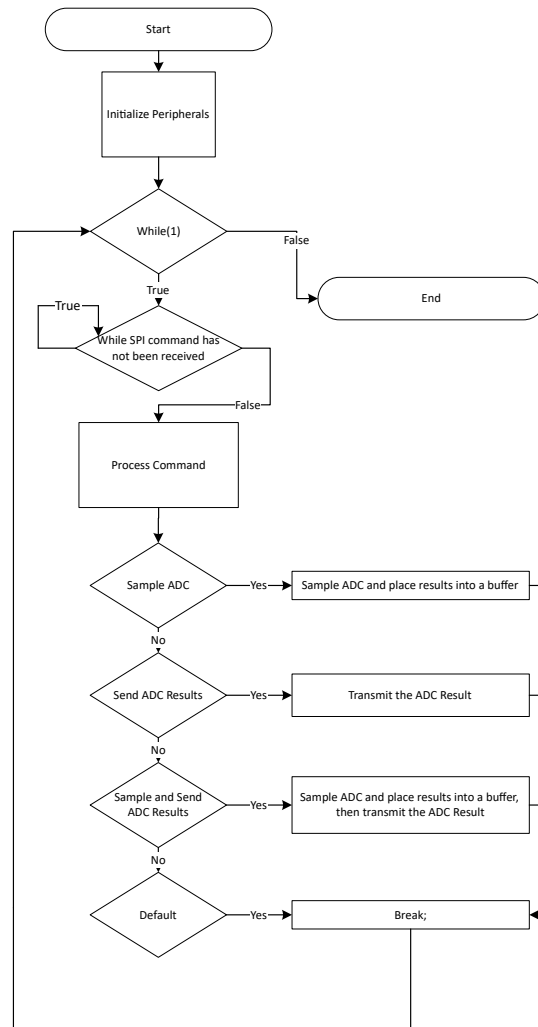 Start
Initialize Peripherals
While(1)
False
End
True
True
While SPI command has
not been received
False
Process Command
Sample ADC
Yes
Sample ADC and place results into a buffer
No
Send ADC Results
Yes
Transmit the ADC Result
No
Sample and Send
ADC Results
Yes
Sample ADC and place results into a buffer,
then transmit the ADC Result
No
Default
Yes
Break;